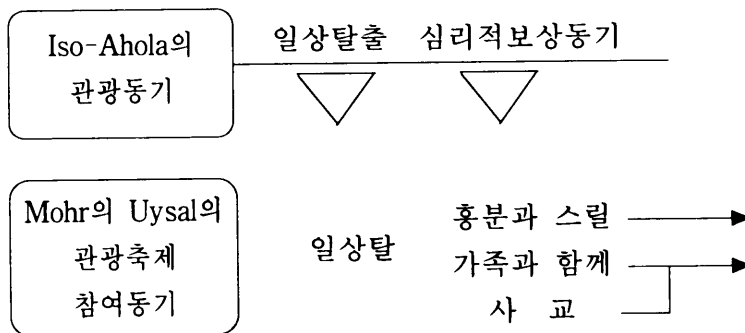 Iso-Ahola의
관광동기
일상탈출 심리적보상동기
Mohr의 Uysal의
관광축제
참여동기
일상탈
흥분과 스릴
가족과 함께
사 교